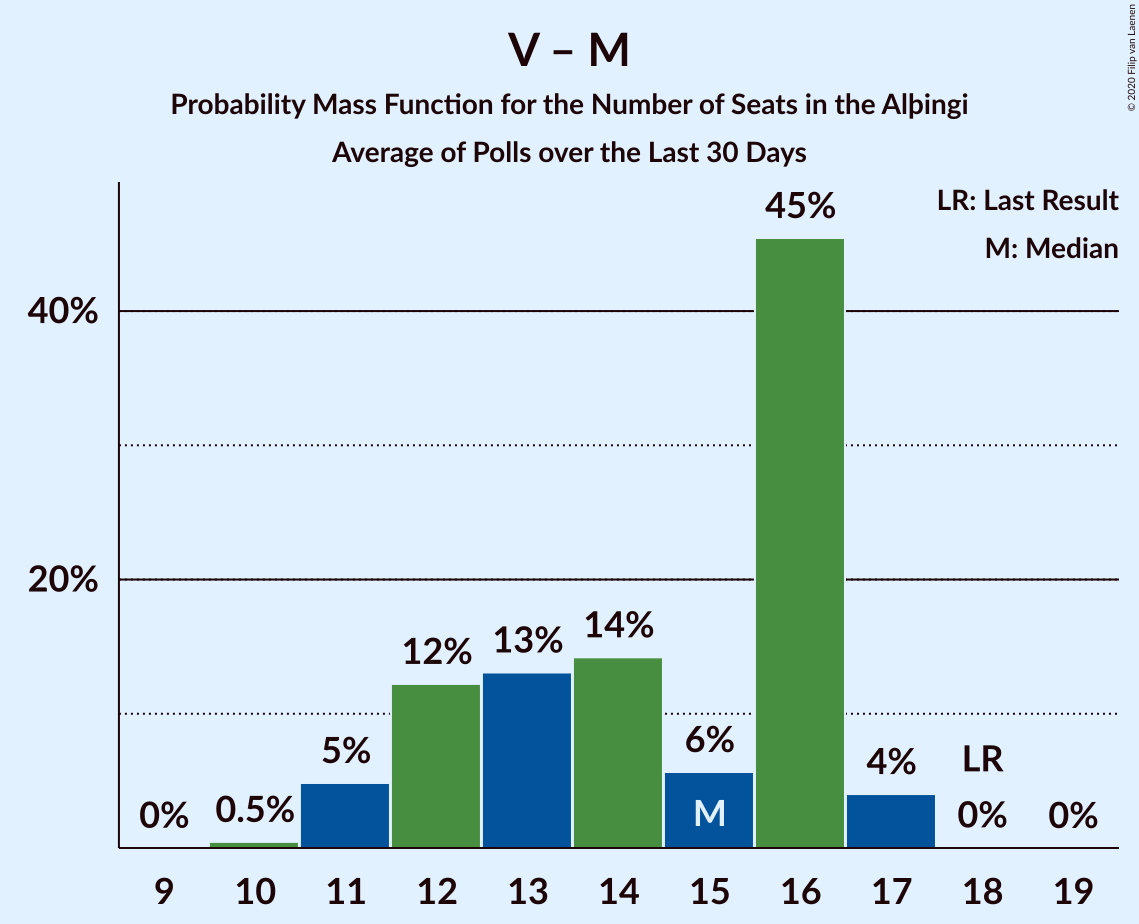 V – M
Probability Mass Function for the Number of Seats in the Alþingi
Average of Polls over the Last 30 Days
© 2020 Filip van Laenen
LR: Last Result
M: Median
45%
40%
20%
14%
13%
12%
6%
5%
4%
LR
0%
0.5%
M
0%
0%
9 10 11 12 13 14 15 16 17 18 19